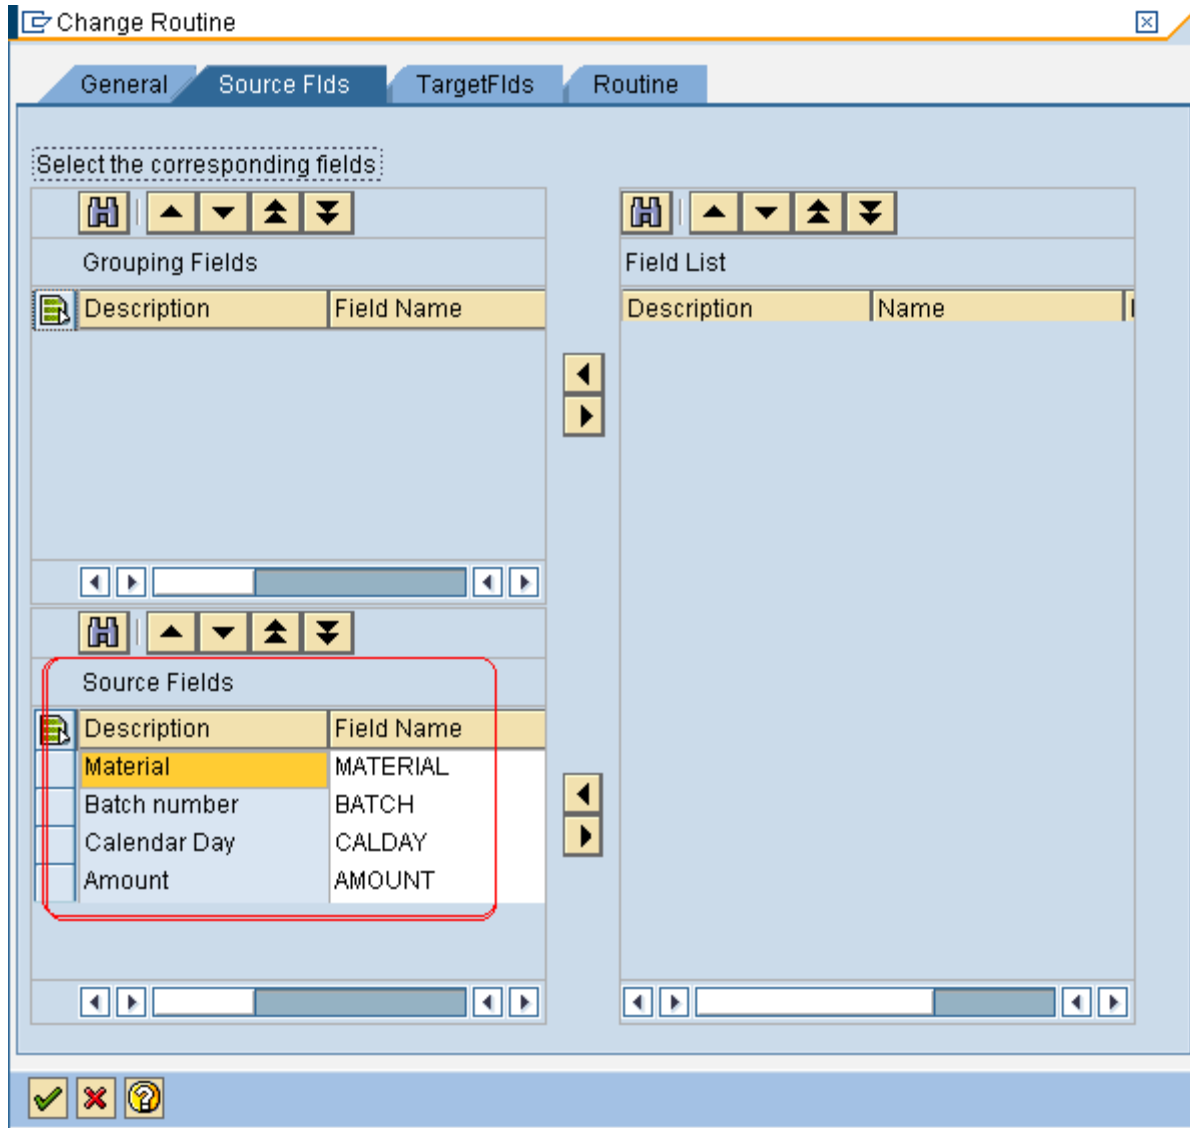 Change Routine
General Source Flds TargetFlds Routine
Select the corresponding fields
Grouping Fields
Description Field Name
Field List
Description Name
Source Fields
Description Field Name
Material MATERIAL
Batch number BATCH
Calendar Day CALDAY
Amount AMOUNT